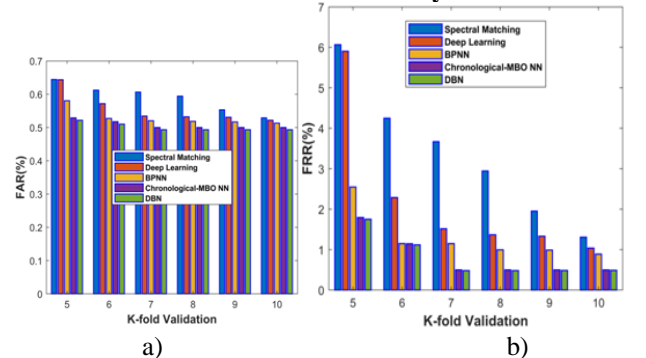 0.7
0.6
0.5
0.4
0.3
0.2
0.1
0
FAR(%)
Spectral Matching
Deep Learning
BPNN
Chronological-MBO NN
DBN
5 6 7 8 9 10
K-fold Validation
a)
7
6
5
4
3
2
1
0
FRR(%)
Spectral Matching
Deep Learning
BPNN
Chronological-MBO NN
DBN
5 6 7 8 9 10
K-fold Validation
b)